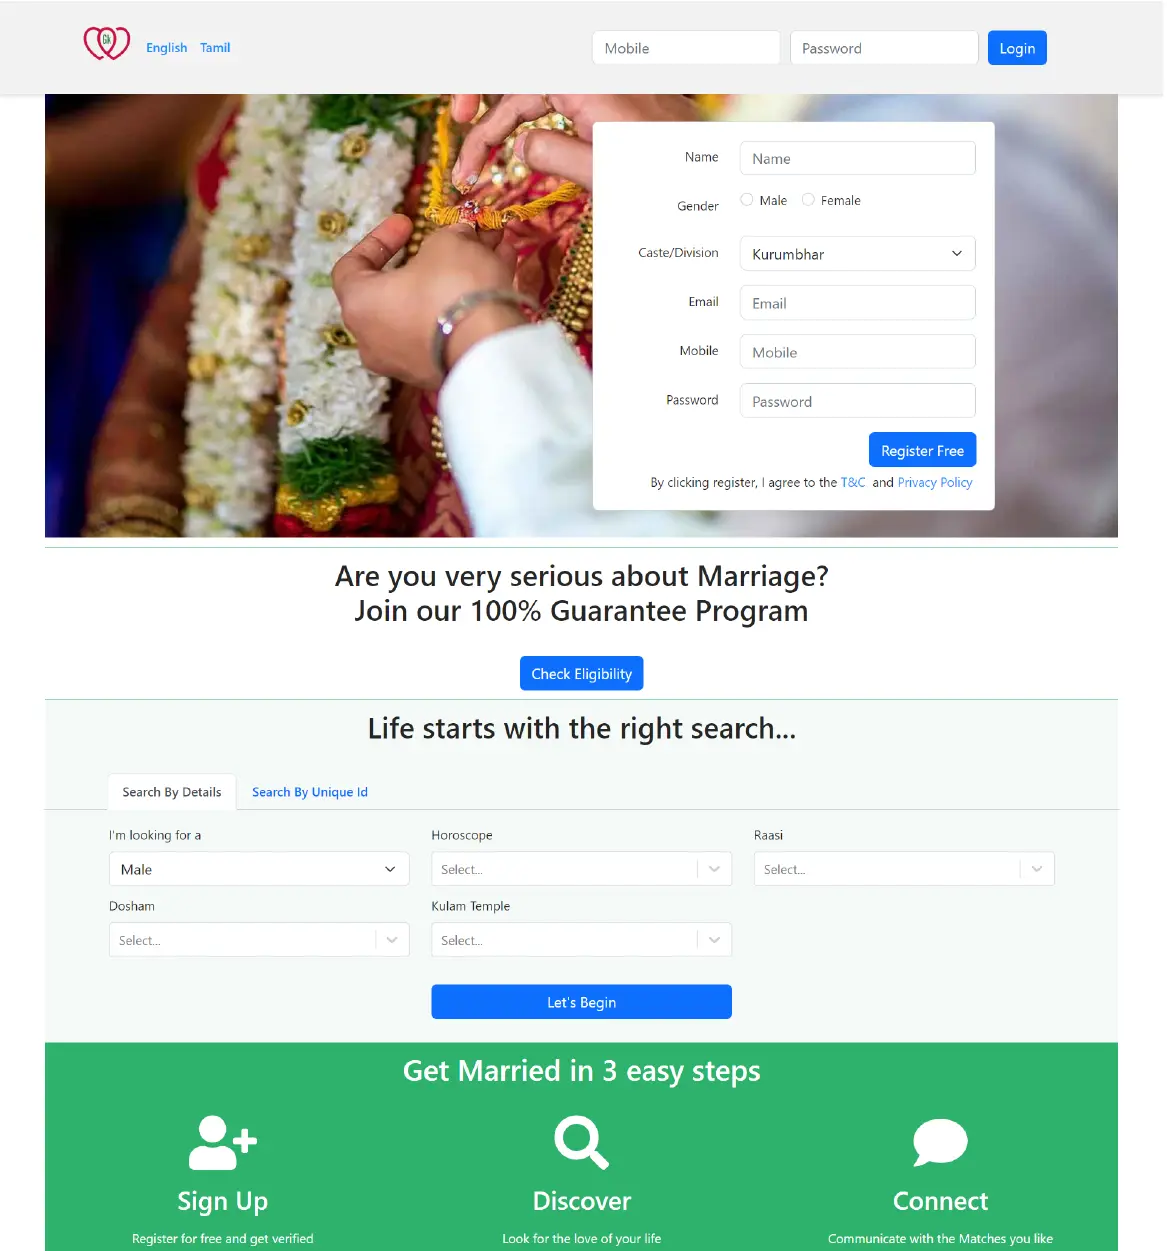 Gk
English Tamil Mobile Password Login
Name Name
Gender Male Female
Caste/Division Kurumbhar
Email Email
Mobile Mobile
Password Password
Register Free
By clicking register, I agree to the T&C and Privacy Policy
Are you very serious about Marriage?
Join our 100% Guarantee Program
Check Eligibility
Life starts with the right search...
Search By Details Search By Unique Id
I'm looking for a Horoscope Raasi
Male Select... Select...
Dosham Kulam Temple
Select... Select...
Let's Begin
Get Married in 3 easy steps
Sign Up Discover Connect
Register for free and get verified Look for the love of your life Communicate with the Matches you like